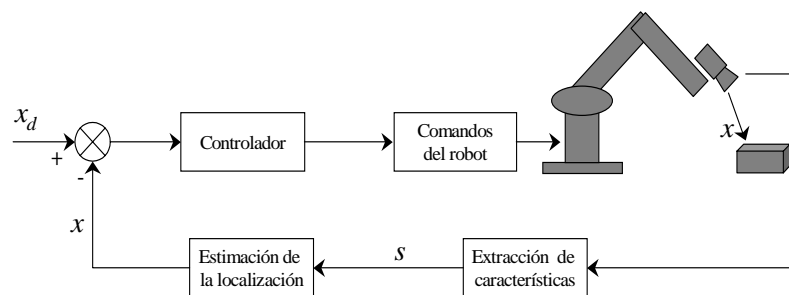 x_d
+
-
Controlador
Comandos
del robot
x
x
Estimación de
la localización
s
Extracción de
características